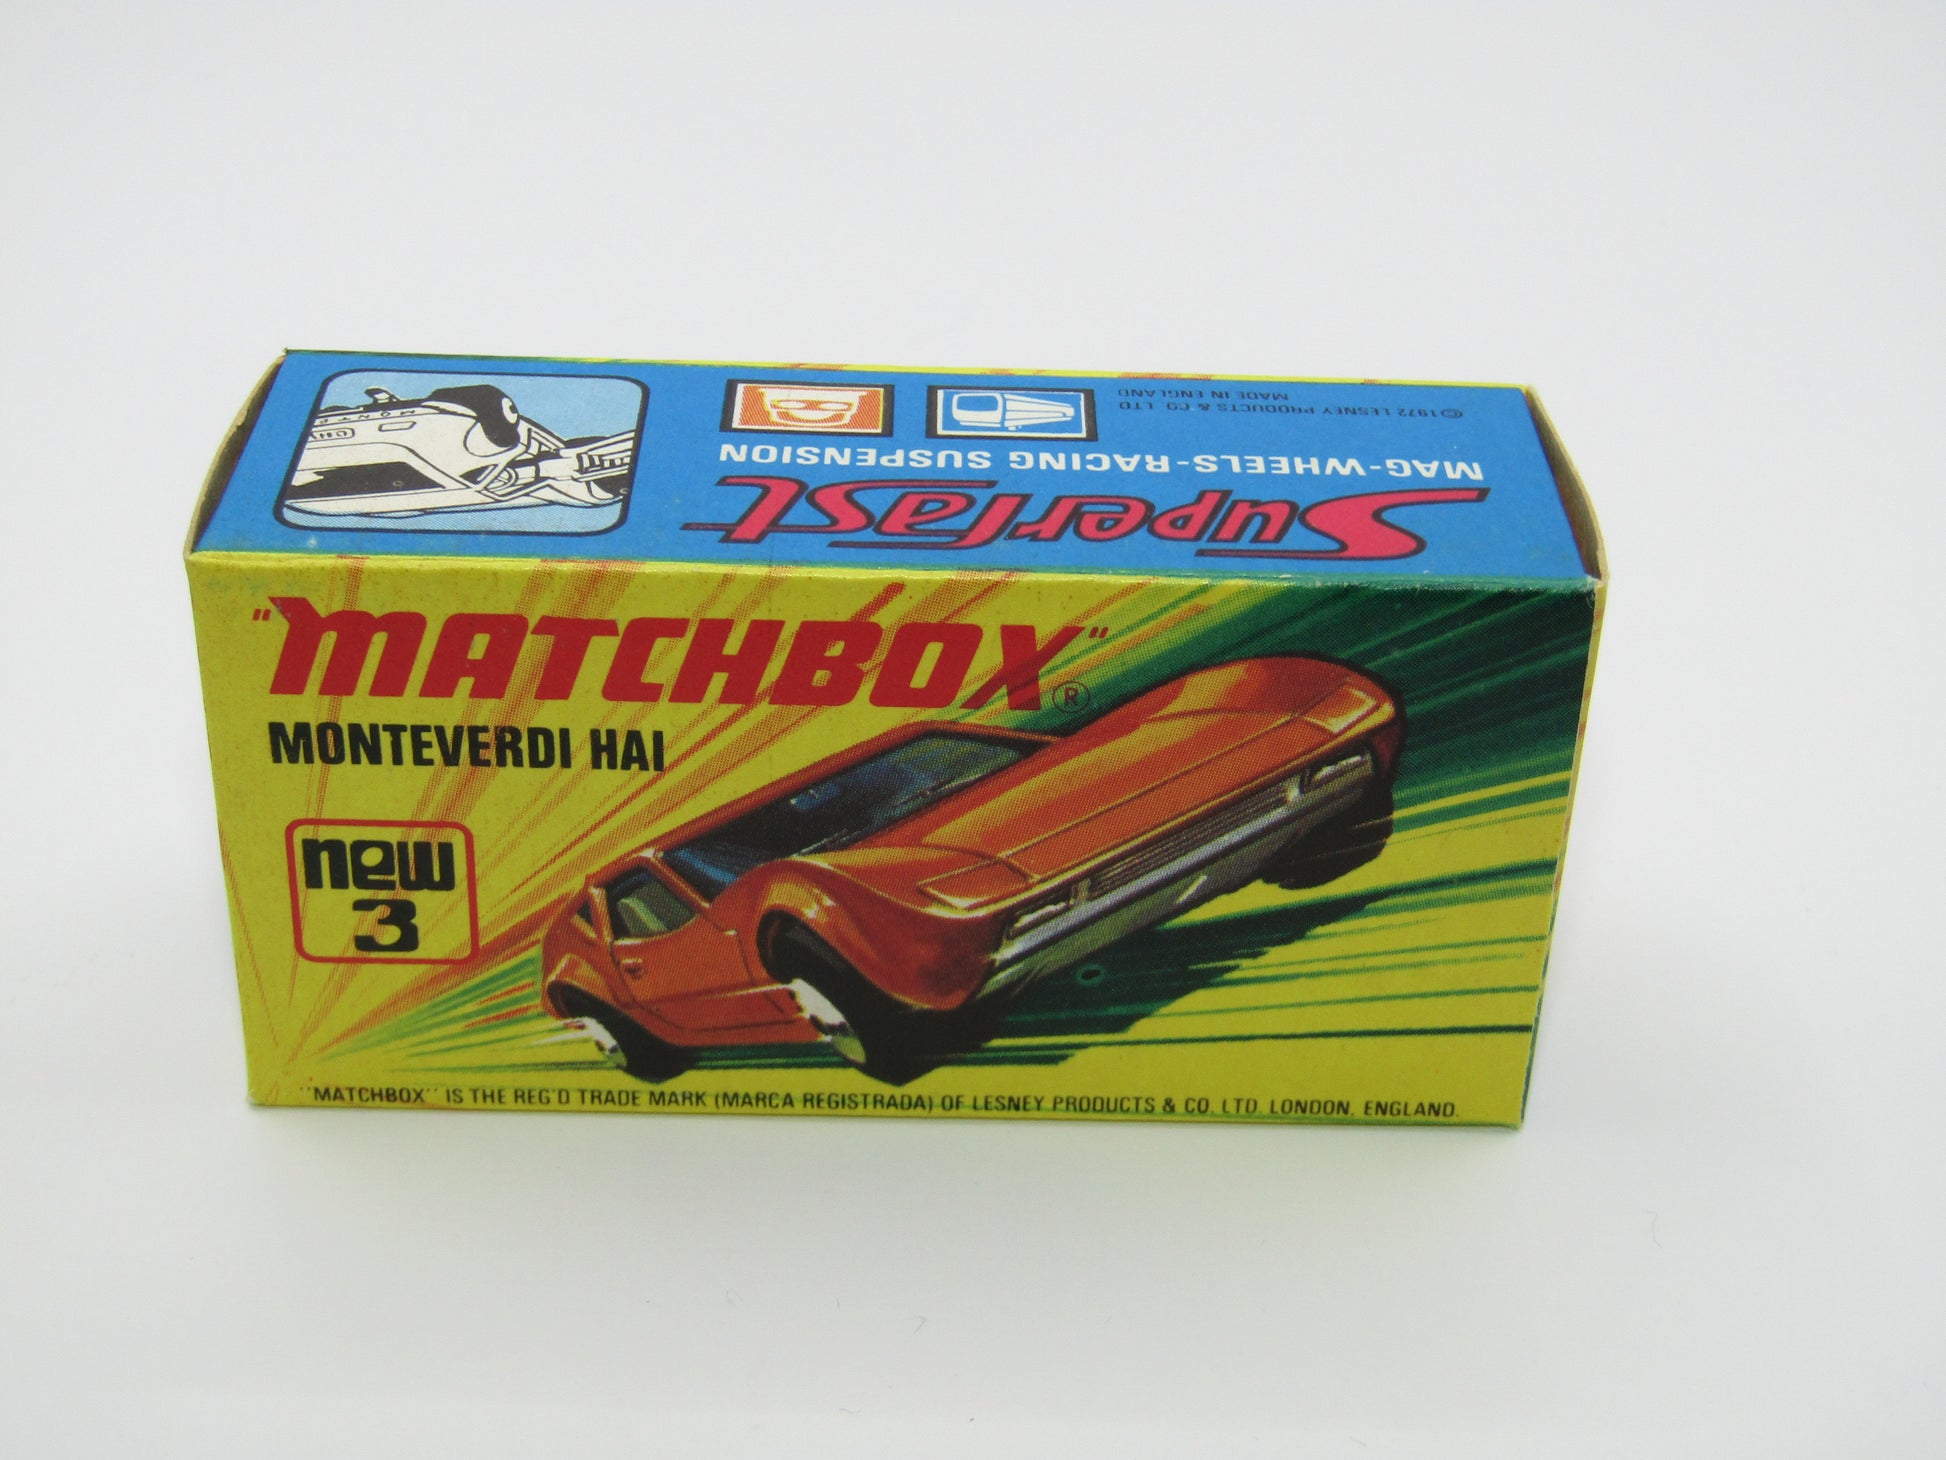 ©1972 LESNEY PRODUCTS & CO. LTD
MADE IN ENGLAND
MAG-WHEELS-RACING SUSPENSION
Superfast
"MATCHBOX"®
MONTEVERDI HAI
new
3
"MATCHBOX" IS THE REG'D TRADE MARK (MARCA REGISTRADA) OF LESNEY PRODUCTS & CO. LTD. LONDON, ENGLAND.